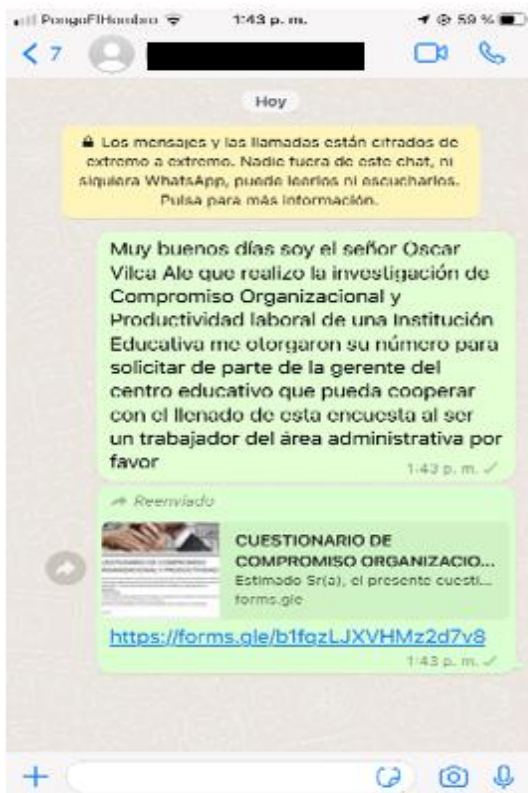 PongoElHombro 1:43 p. m. 59 %
7
Hoy
Los mensajes y las llamadas están cifrados de
extremo a extremo. Nadie fuera de este chat, ni
siquiera WhatsApp, puede leerlos ni escucharlos.
Pulsa para más información.
Muy buenos días soy el señor Oscar
Vilca Ale que realizo la investigación de
Compromiso Organizacional y
Productividad laboral de una Institución
Educativa me otorgaron su número para
solicitar de parte de la gerente del
centro educativo que pueda cooperar
con el llenado de esta encuesta al ser
un trabajador del área administrativa por
favor
1:43 p. m.
Reenviado
CUESTIONARIO DE
COMPROMISO ORGANIZACIO...
Estimado Sr(a), el presente cuesti...
forms.gle
https://forms.gle/b1fqzLJXVHMz2d7v8
1:43 p. m.